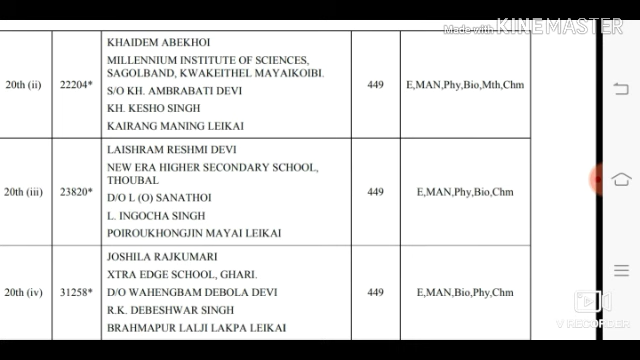 Made with KINEMASTER
20th (ii) 22204* KHAIDEM ABEKHOI
MILLENNIUM INSTITUTE OF SCIENCES,
SAGOLBAND, KWAKEITHEL MAYAIKOIBI.
S/O KH. AMBRABATI DEVI
KH. KESHO SINGH
KAIRANG MANING LEIKAI
449 E,MAN,Phy,Bio,Mth,Chm
20th (iii) 23820* LAISHRAM RESHMI DEVI
NEW ERA HIGHER SECONDARY SCHOOL,
THOUBAL
D/O L (O) SANATHOI
L. INGOCHA SINGH
POIROUKHONGJIN MAYAI LEIKAI
449 E,MAN,Phy,Bio,Chm
20th (iv) 31258* JOSHILA RAJKUMARI
XTRA EDGE SCHOOL, GHARI.
D/O WAHENGBAM DEBOLA DEVI
R.K. DEBESHWAR SINGH
BRAHMAPUR LALJI LAKPA LEIKAI
449 E,MAN,Bio,Phy,Chm
V RECORDER